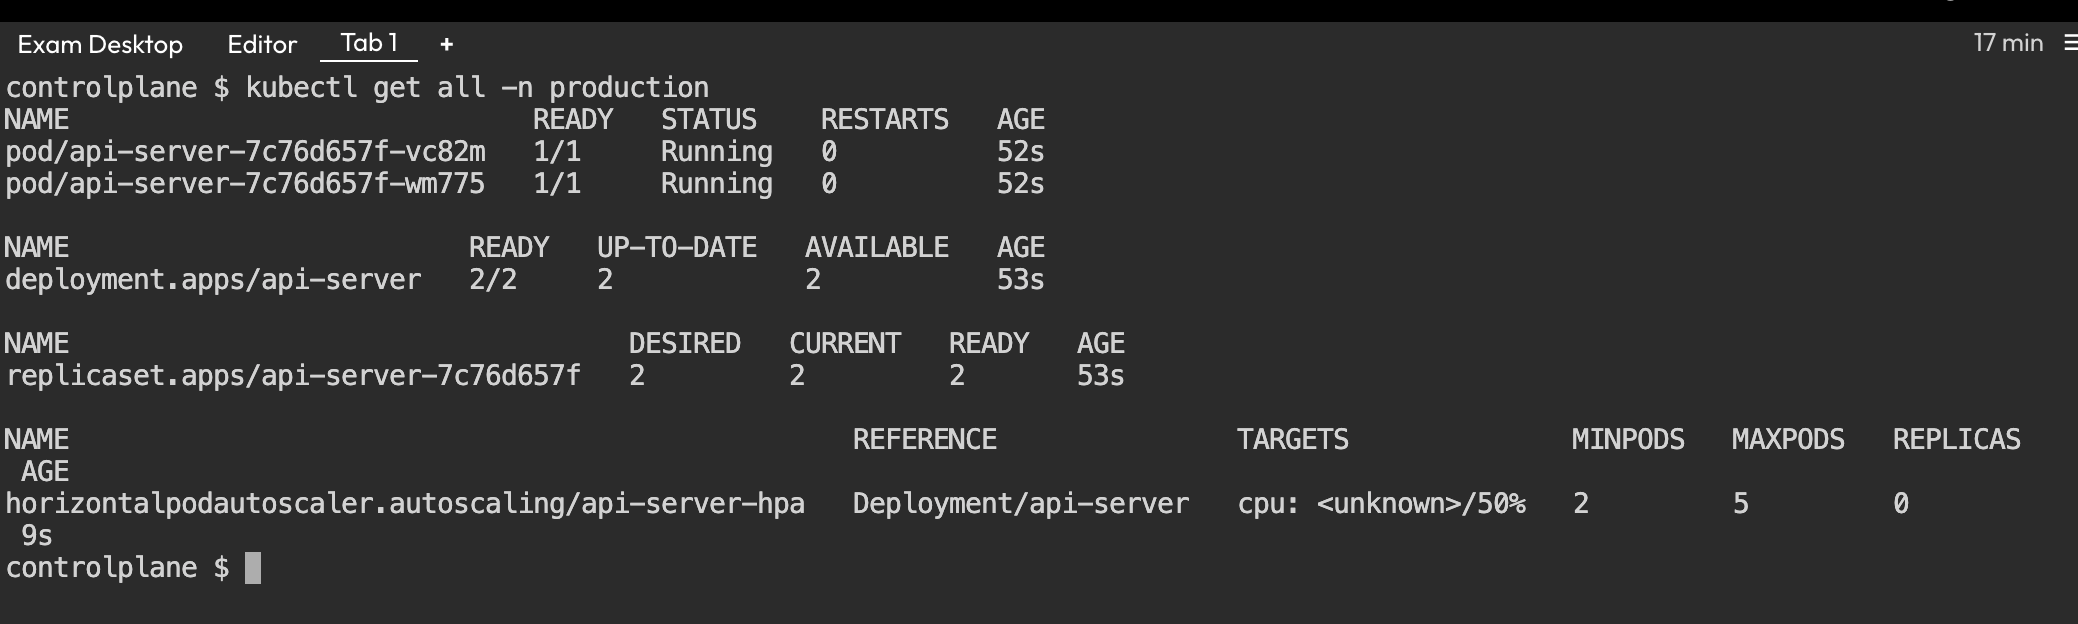 Exam Desktop Editor Tab 1 + 17 min
controlplane $ kubectl get all -n production
NAME READY STATUS RESTARTS AGE
pod/api-server-7c76d657f-vc82m 1/1 Running 0 52s
pod/api-server-7c76d657f-wm775 1/1 Running 0 52s
NAME READY UP-TO-DATE AVAILABLE AGE
deployment.apps/api-server 2/2 2 2 53s
NAME DESIRED CURRENT READY AGE
replicaset.apps/api-server-7c76d657f 2 2 2 53s
NAME REFERENCE TARGETS MINPODS MAXPODS REPLICAS
AGE
horizontalpodautoscaler.autoscaling/api-server-hpa Deployment/api-server cpu: <unknown>/50% 2 5 0
9s
controlplane $